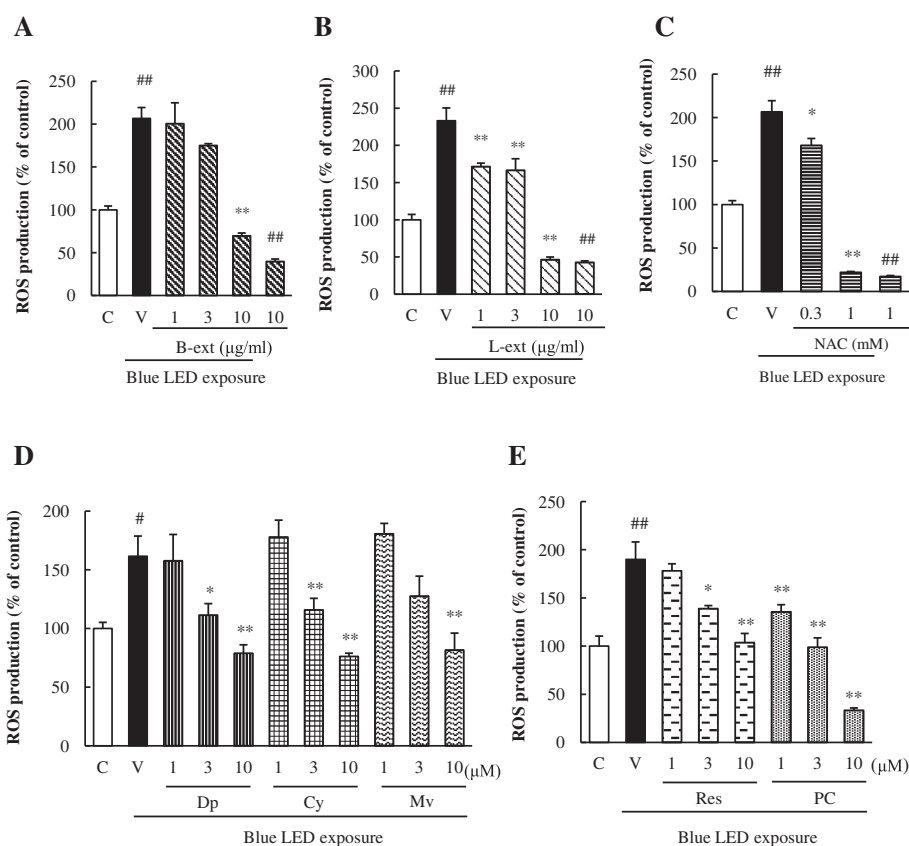 A
ROS production (% of control)
250
200
150
100
50
0
##
**
##
C V 1 3 10 10
B-ext (μg/ml)
Blue LED exposure
B
ROS production (% of control)
300
250
200
150
100
50
0
##
**
**
**
##
C V 1 3 10 10
L-ext (μg/ml)
Blue LED exposure
C
ROS production (% of control)
250
200
150
100
50
0
##
*
**
##
C V 0.3 1 1
NAC (mM)
Blue LED exposure
D
ROS production (% of control)
200
150
100
50
0
#
*
**
**
**
**
C V 1 3 10 1 3 10 1 3 10 (μM)
Dp Cy Mv
Blue LED exposure
E
ROS production (% of control)
250
200
150
100
50
0
##
*
**
**
**
**
C V 1 3 10 1 3 10 (μM)
Res PC
Blue LED exposure